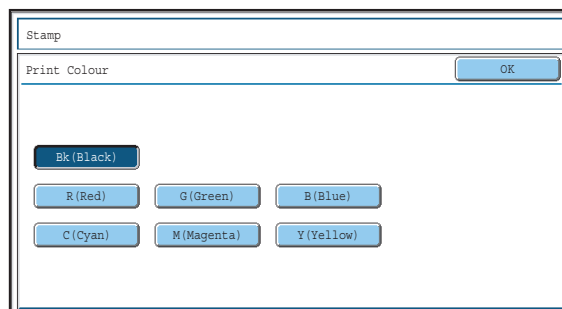 Stamp
Print Colour OK
Bk(Black)
R(Red) G(Green) B(Blue)
C(Cyan) M(Magenta) Y(Yellow)